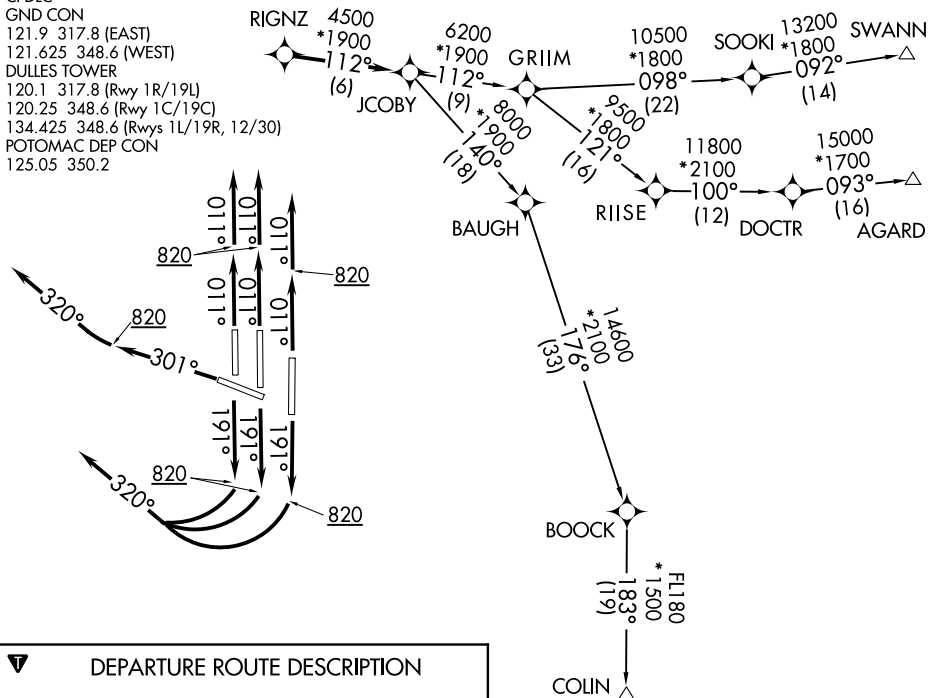 GND CON
121.9 317.8 (EAST)
121.625 348.6 (WEST)
DULLES TOWER
120.1 317.8 (Rwy 1R/19L)
120.25 348.6 (Rwy 1C/19C)
134.425 348.6 (Rwys 1L/19R, 12/30)
POTOMAC DEP CON
125.05 350.2
RIGNZ
4500
*1900
112°
(6)
JCOBY
6200
*1900
112°
(9)
GRIIM
10500
*1800
098°
(22)
SOOKI
13200
*1800
092°
(14)
SWANN
8000
*1900
140°
(18)
BAUGH
9500
*1800
121°
(16)
RIISE
11800
*2100
100°
(12)
DOCTR
15000
*1700
093°
(16)
AGARD
14600
*2100
176°
(33)
BOOCK
FL180
*1500
183°
(19)
COLIN
011°
011°
011°
820
820
011°
011°
011°
320°
820
301°
191°
191°
191°
320°
820
820
T
DEPARTURE ROUTE DESCRIPTION